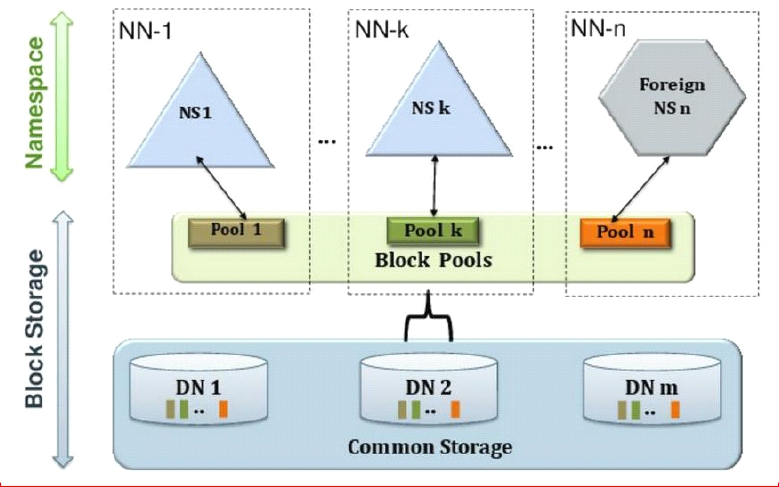 Namespace
NN-1
NN-k
NN-n
NS1
NS k
Foreign
NS n
...
...
Block Storage
Pool 1
Pool k
Pool n
Block Pools
DN 1
DN 2
DN m
..
..
..
Common Storage